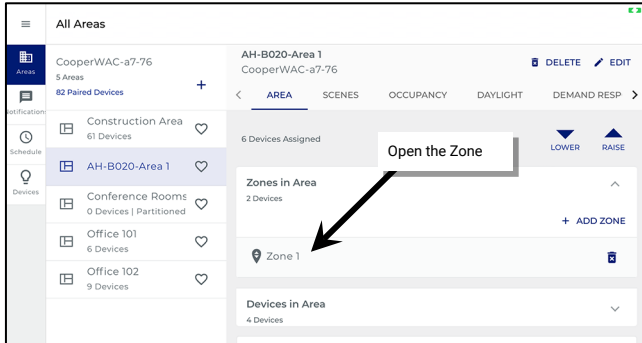 All Areas
Areas
Notifications
Schedule
Devices
CooperWAC-a7-76
5 Areas
82 Paired Devices
+
Construction Area
61 Devices
AH-B020-Area 1
Conference Rooms
0 Devices | Partitioned
Office 101
6 Devices
Office 102
9 Devices
AH-B020-Area 1
CooperWAC-a7-76
DELETE
EDIT
AREA SCENES OCCUPANCY DAYLIGHT DEMAND RESP
6 Devices Assigned
LOWER RAISE
Open the Zone
Zones in Area
2 Devices
+ ADD ZONE
Zone 1
Devices in Area
4 Devices